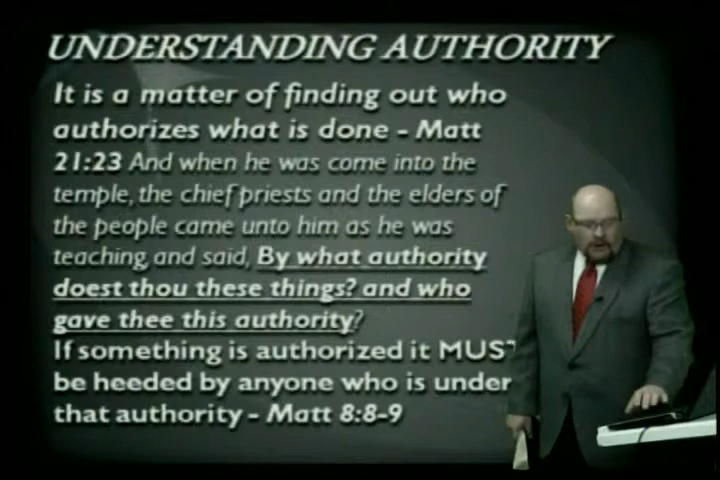 UNDERSTANDING AUTHORITY
It is a matter of finding out who
authorizes what is done - Matt
21:23 And when he was come into the
temple, the chief priests and the elders of
the people came unto him as he was
teaching, and said, By what authority
doest thou these things? and who
gave thee this authority?
If something is authorized it MUST
be heeded by anyone who is under
that authority - Matt 8:8-9